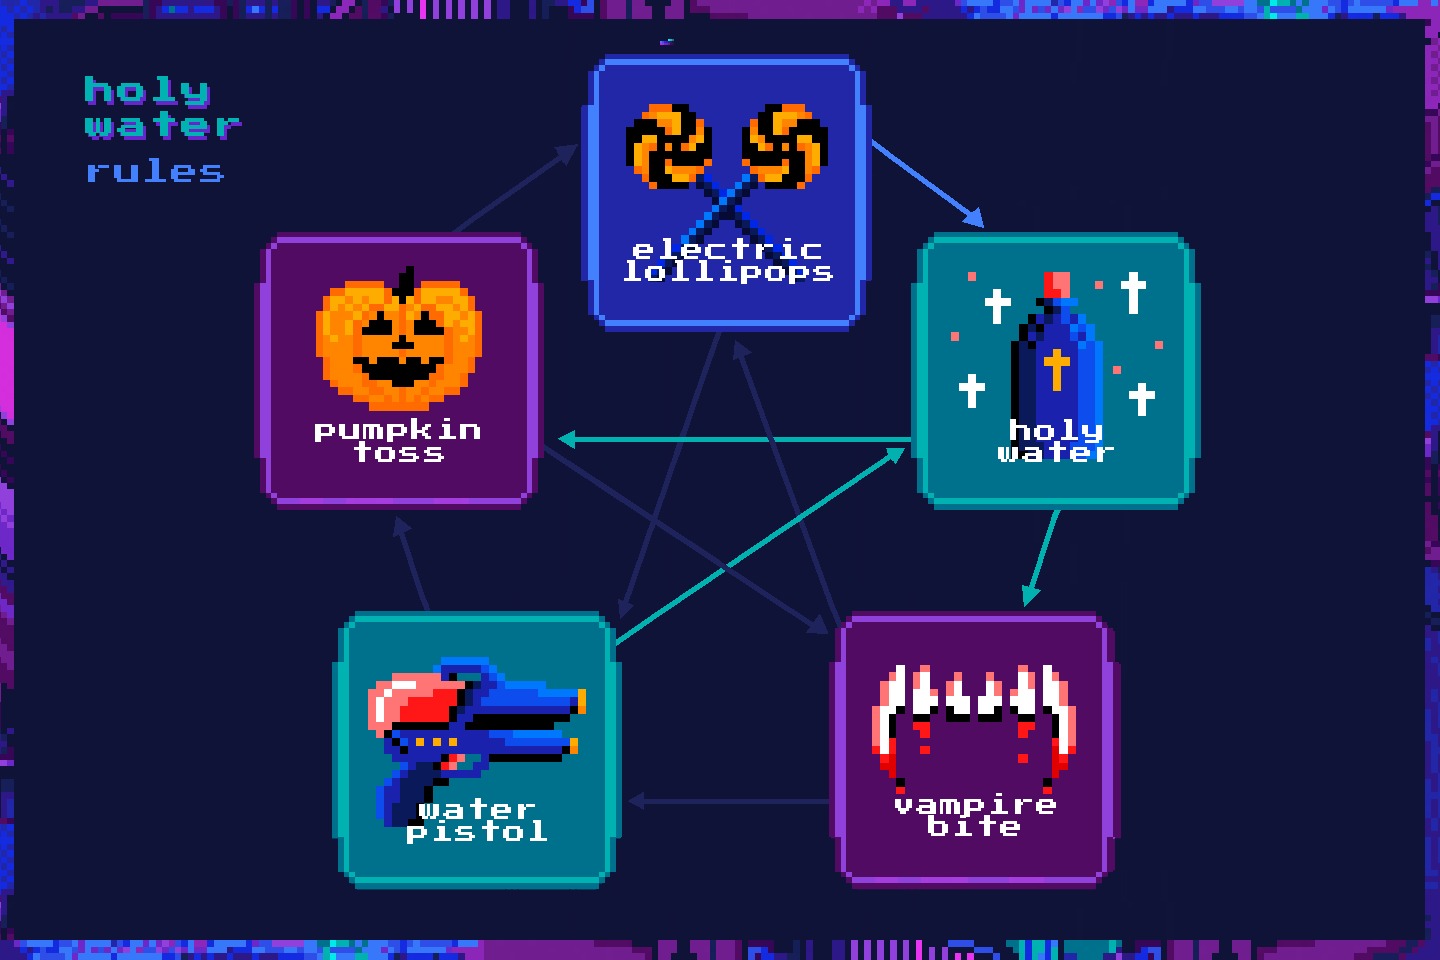 holy
water
rules
electric
lollipops
pumpkin
toss
holy
water
water
pistol
vampire
bite